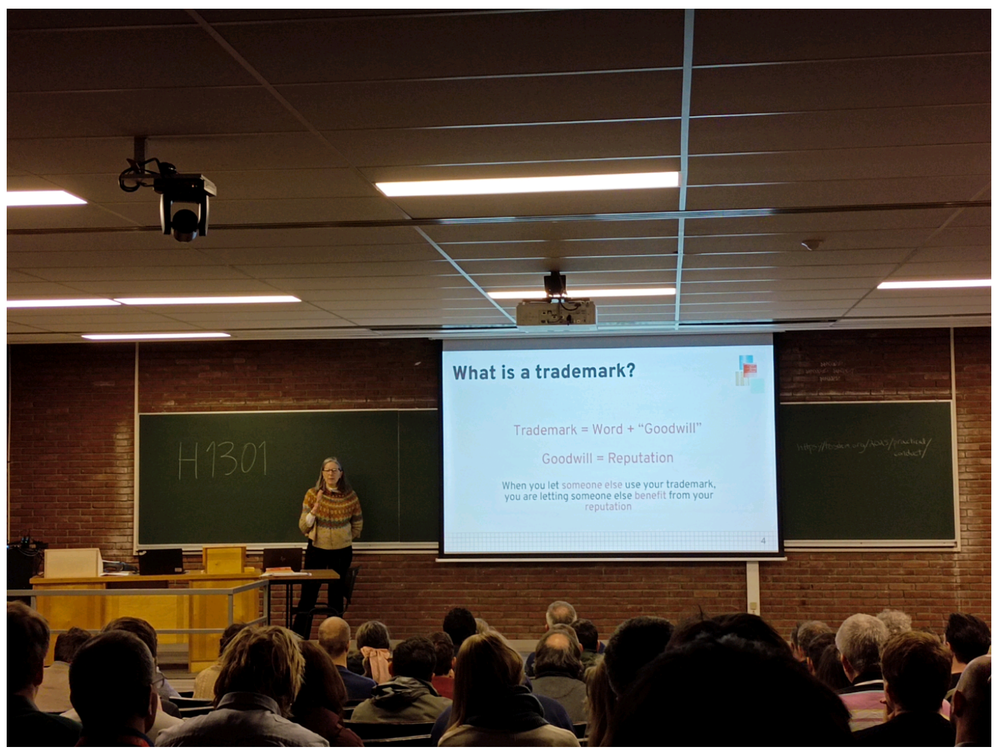 H1301
What is a trademark?
Trademark = Word + “Goodwill”
Goodwill = Reputation
When you let someone else use your trademark,
you are letting someone else benefit from your
reputation
4
https://fosdem.org/2025/practical/
conduct/